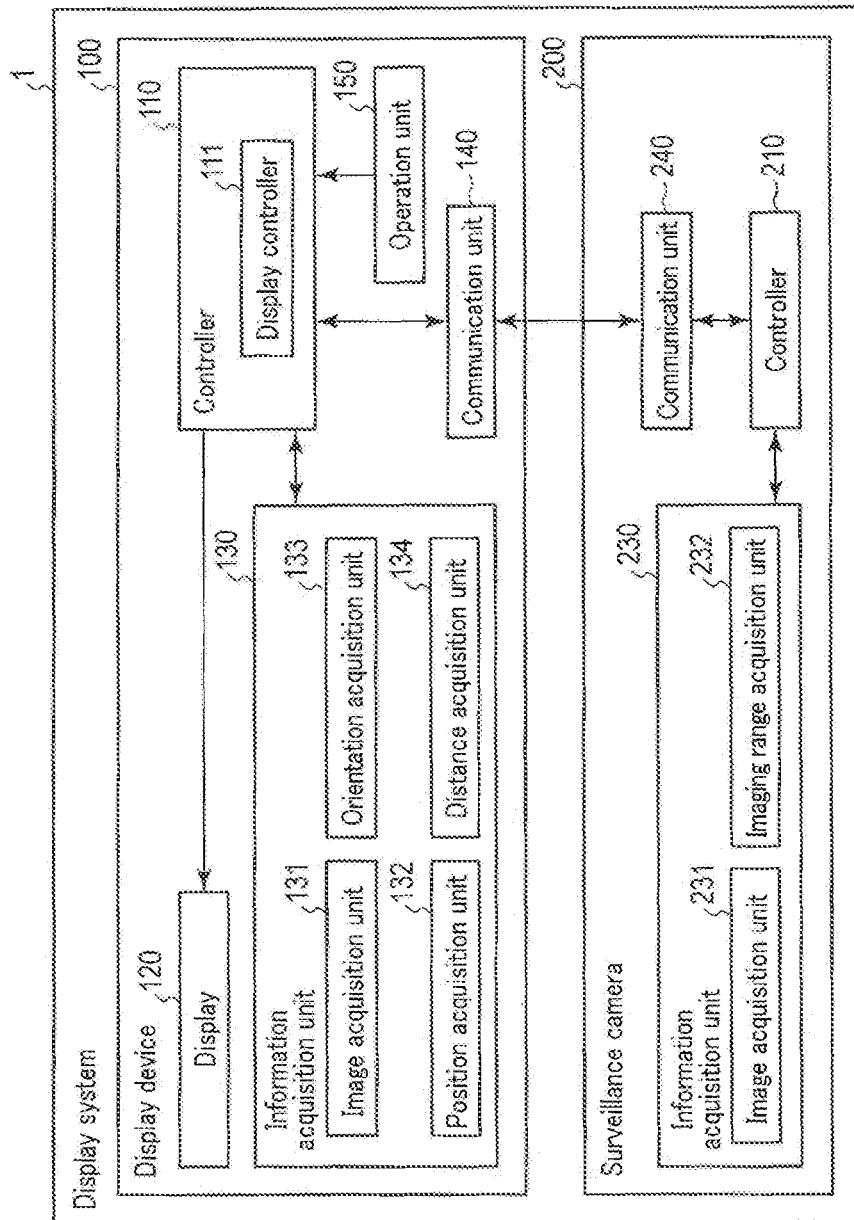 Display system
1
Display device
100
120
Display
Controller
110
111
Display controller
130
Information
acquisition unit
131
Image acquisition unit
133
Orientation acquisition unit
150
Operation unit
132
Position acquisition unit
134
Distance acquisition unit
Communication unit
140
Surveillance camera
200
230
Information
acquisition unit
231
Image acquisition unit
232
Imaging range acquisition unit
Communication unit
240
Controller
210